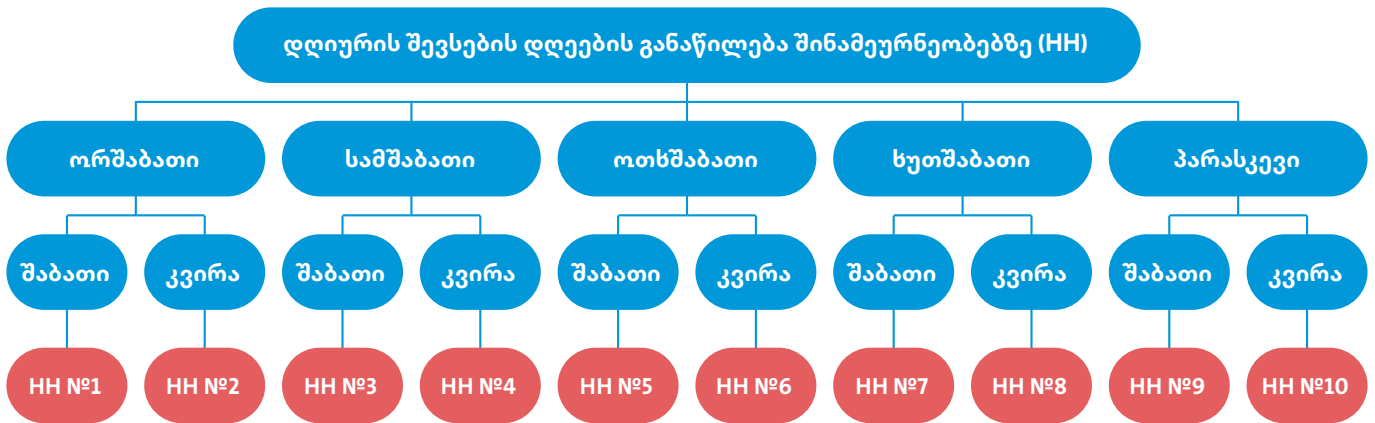 დღიურის შევსების დღეების განაწილება შინამეურნეობებზე (HH)
ორშაბათი სამშაბათი ოთხშაბათი ხუთშაბათი პარასკევი
შაბათი კვირა შაბათი კვირა შაბათი კვირა შაბათი კვირა შაბათი კვირა
HH №1 HH №2 HH №3 HH №4 HH №5 HH №6 HH №7 HH №8 HH №9 HH №10